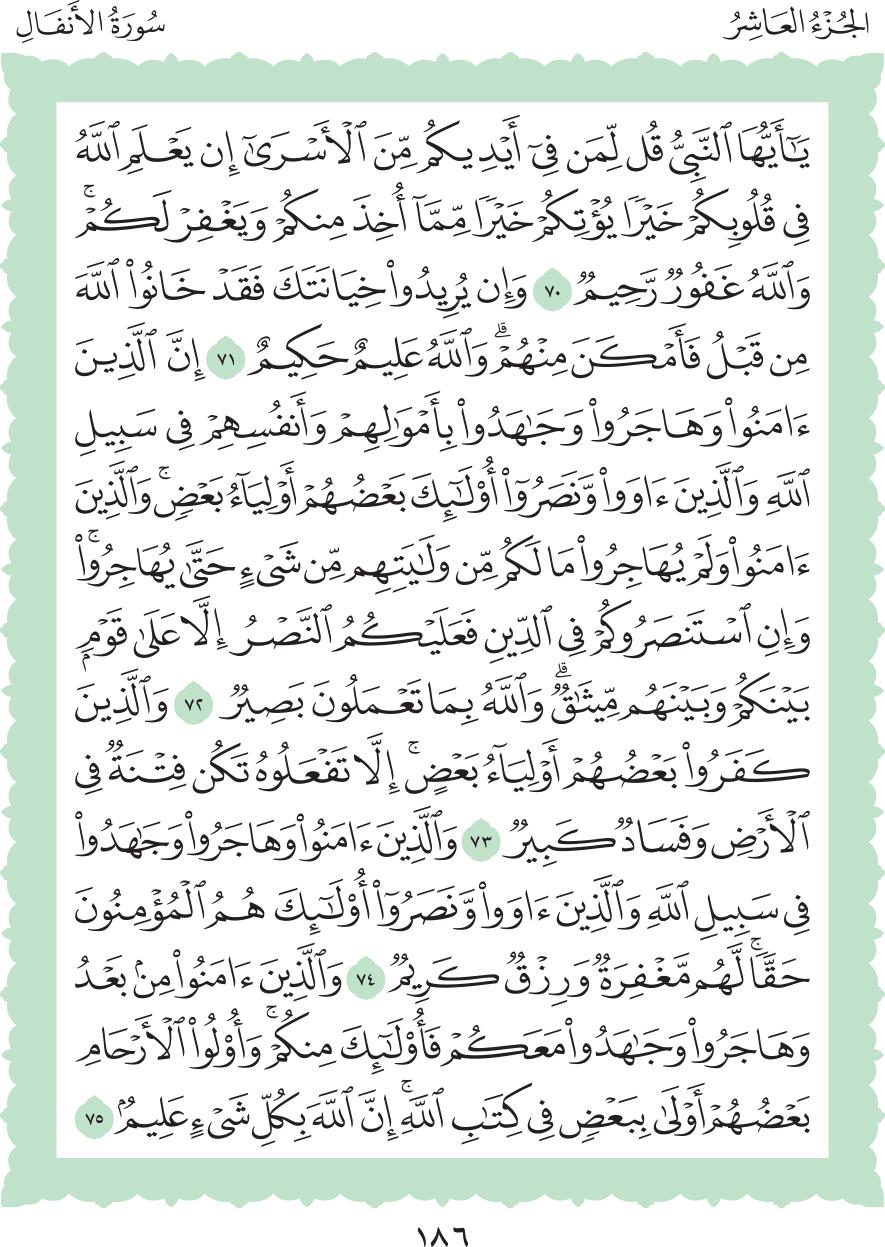 الجُزْءُ العَاشِرُ
سُورَةُ الأَنفَالِ
يَٰٓأَيُّهَا ٱلنَّبِىُّ قُل لِّمَن فِىٓ أَيْدِيكُم مِّنَ ٱلْأَسْرَىٰٓ إِن يَعْلَمِ ٱللَّهُ
فِى قُلُوبِكُمْ خَيْرًا يُؤْتِكُمْ خَيْرًا مِّمَّآ أُخِذَ مِنكُمْ وَيَغْفِرْ لَكُمْ ۚ
وَٱللَّهُ غَفُورٌ رَّحِيمٌ ٧٠ وَإِن يُرِيدُوا۟ خِيَانَتَكَ فَقَدْ خَانُوا۟ ٱللَّهَ
مِن قَبْلُ فَأَمْكَنَ مِنْهُمْ ۗ وَٱللَّهُ عَلِيمٌ حَكِيمٌ ٧١ إِنَّ ٱلَّذِينَ
ءَامَنُوا۟ وَهَاجَرُوا۟ وَجَٰهَدُوا۟ بِأَمْوَٰلِهِمْ وَأَنفُسِهِمْ فِى سَبِيلِ
ٱللَّهِ وَٱلَّذِينَ ءَاوَوا۟ وَّنَصَرُوٓا۟ أُو۟لَٰٓئِكَ بَعْضُهُمْ أَوْلِيَآءُ بَعْضٍ ۚ وَٱلَّذِينَ
ءَامَنُوا۟ وَلَمْ يُهَاجِرُوا۟ مَا لَكُم مِّن وَلَٰيَتِهِم مِّن شَىْءٍ حَتَّىٰ يُهَاجِرُوا۟ ۚ
وَإِنِ ٱسْتَنصَرُوكُمْ فِى ٱلدِّينِ فَعَلَيْكُمُ ٱلنَّصْرُ إِلَّا عَلَىٰ قَوْمٍۭ
بَيْنَكُمْ وَبَيْنَهُم مِّيثَٰقٌ ۗ وَٱللَّهُ بِمَا تَعْمَلُونَ بَصِيرٌ ٧٢ وَٱلَّذِينَ
كَفَرُوا۟ بَعْضُهُمْ أَوْلِيَآءُ بَعْضٍ ۚ إِلَّا تَفْعَلُوهُ تَكُن فِتْنَةٌ فِى
ٱلْأَرْضِ وَفَسَادٌ كَبِيرٌ ٧٣ وَٱلَّذِينَ ءَامَنُوا۟ وَهَاجَرُوا۟ وَجَٰهَدُوا۟
فِى سَبِيلِ ٱللَّهِ وَٱلَّذِينَ ءَاوَوا۟ وَّنَصَرُوٓا۟ أُو۟لَٰٓئِكَ هُمُ ٱلْمُؤْمِنُونَ
حَقًّا ۚ لَّهُم مَّغْفِرَةٌ وَرِزْقٌ كَرِيمٌ ٧٤ وَٱلَّذِينَ ءَامَنُوا۟ مِنۢ بَعْدُ
وَهَاجَرُوا۟ وَجَٰهَدُوا۟ مَعَكُمْ فَأُو۟لَٰٓئِكَ مِنكُمْ ۚ وَأُو۟لُوا۟ ٱلْأَرْحَامِ
بَعْضُهُمْ أَوْلَىٰ بِبَعْضٍ فِى كِتَٰبِ ٱللَّهِ ۚ إِنَّ ٱللَّهَ بِكُلِّ شَىْءٍ عَلِيمٌۢ ٧٥
١٨٦